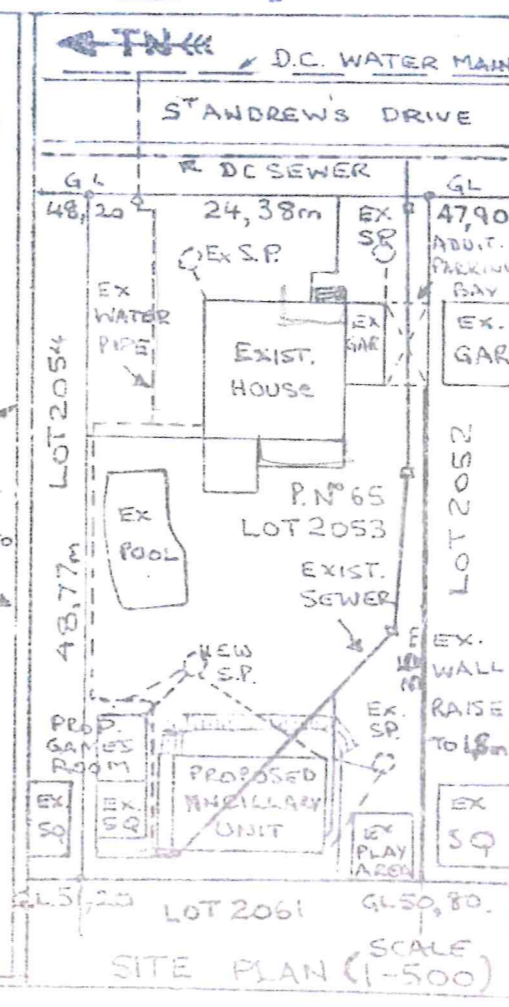 TN
D.C. WATER MAIN
ST ANDREW'S DRIVE
DC SEWER
GL
GL
48,20
24,38m
EX
SP.
47,90
ADDIT.
PARKING
BAY
EX S.P.
EX
WATER
PIPE
EXIST.
HOUSE
EX
GAR
EX.
GAR
LOT 2054
LOT 2052
P. No 65
LOT 2053
EX
POOL
EXIST.
SEWER
48,77m
NEW
S.P.
EX.
WALL
RAISE
TO 1,8m
EX.
SP.
PROP.
GAMES
ROOM
PROPOSED
ANCILLARY
UNIT
EX
SQ
EX.
SQ
EX
PLAY
AREA
EX
SQ
LOT 2061
GL 50,80.
SITE PLAN (1-500)
SCALE